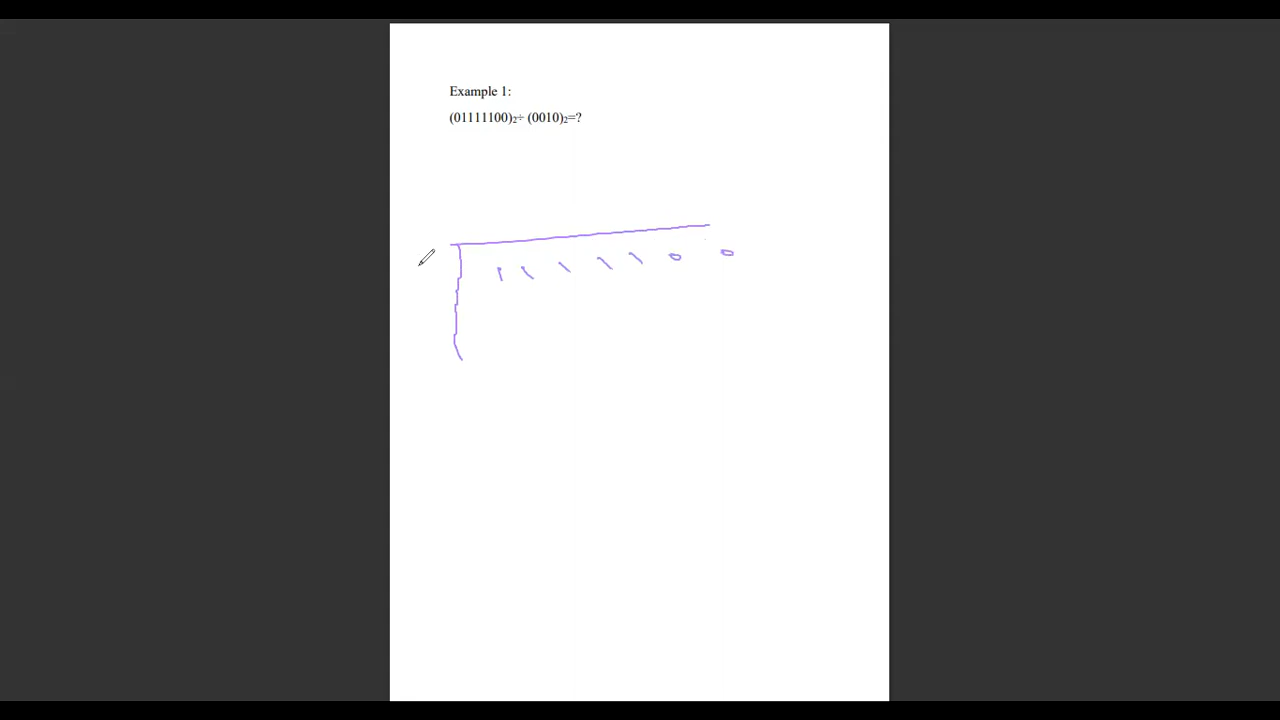 Example 1:
(01111100)₂÷ (0010)₂=?
1 1 1 1 1 0 0